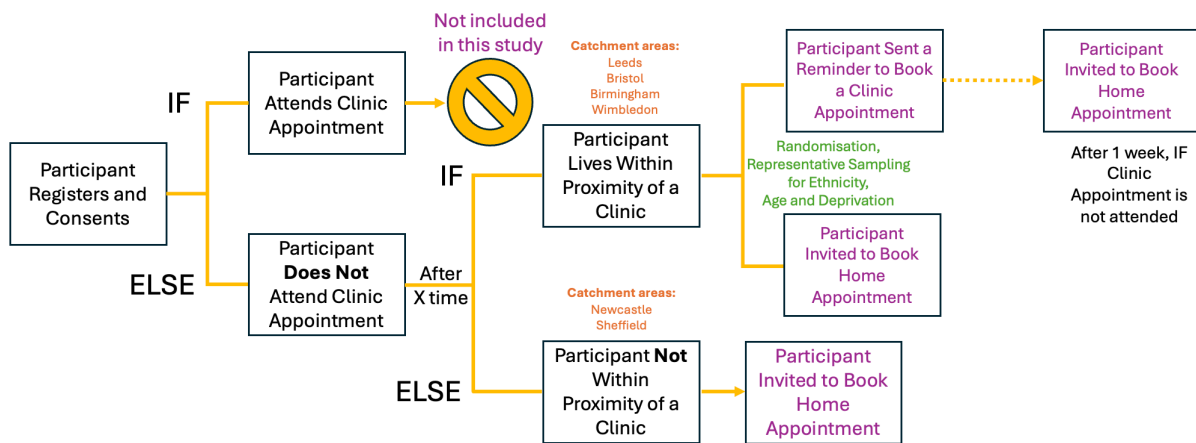 Participant
Registers and
Consents
IF
Participant
Attends Clinic
Appointment
Not included
in this study
ELSE
Participant
Does Not
Attend Clinic
Appointment
After
X time
IF
Catchment areas:
Leeds
Bristol
Birmingham
Wimbledon
Participant
Lives Within
Proximity of a
Clinic
Randomisation,
Representative Sampling
for Ethnicity,
Age and Deprivation
Participant Sent a
Reminder to Book
a Clinic
Appointment
Participant
Invited to Book
Home
Appointment
After 1 week, IF
Clinic
Appointment is
not attended
Participant
Invited to Book
Home
Appointment
ELSE
Catchment areas:
Newcastle
Sheffield
Participant Not
Within
Proximity of a
Clinic
Participant
Invited to Book
Home
Appointment